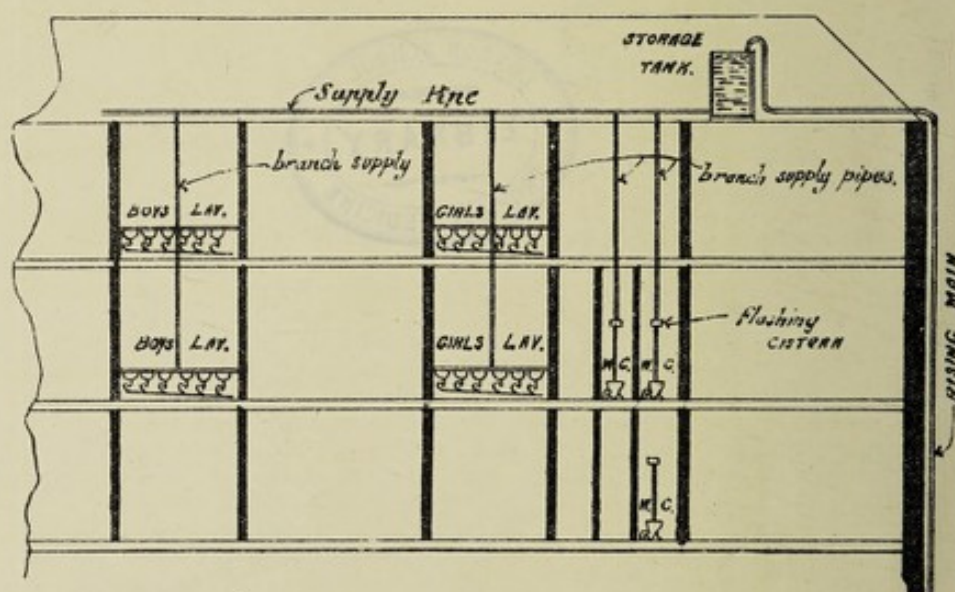 STORAGE
TANK.
Supply line
branch supply
branch supply pipes.
BOYS LAV.
GIRLS LAV.
RISING MAIN
BOYS LAV.
GIRLS LAV.
Flushing
CISTERN
W.C.
W.C.
W.C.